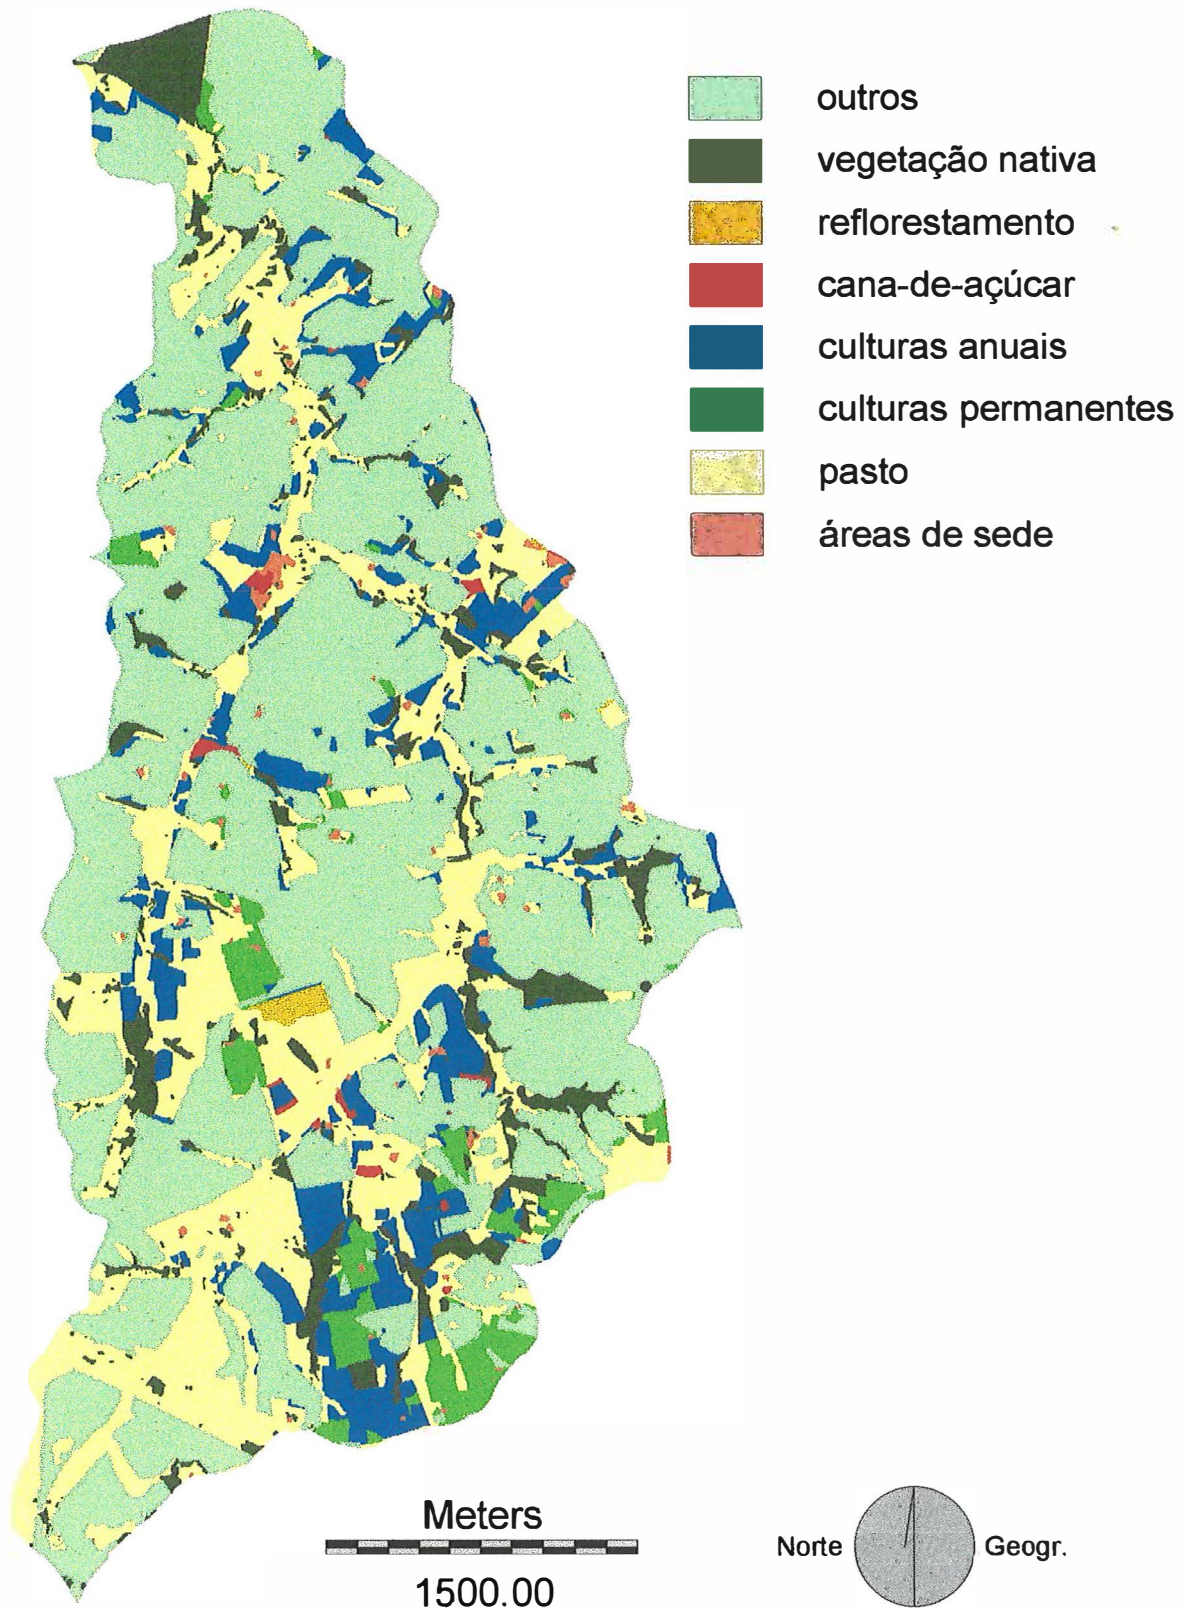 outros
vegetação nativa
reflorestamento
cana-de-açúcar
culturas anuais
culturas permanentes
pasto
áreas de sede
Meters
1500.00
Norte
Geogr.